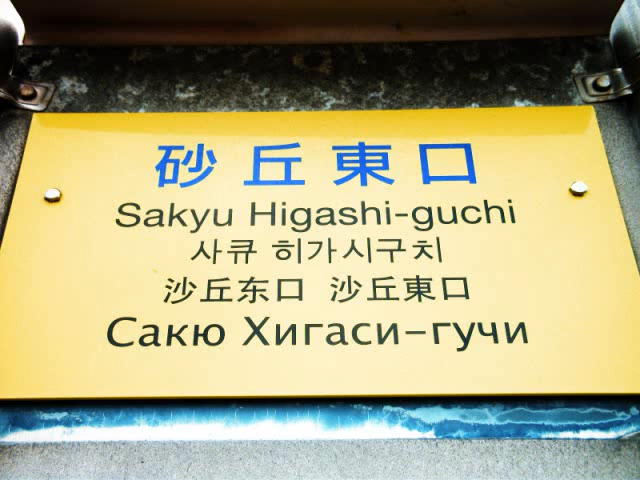 砂丘東口
Sakyu Higashi-guchi
사큐 히가시구치
沙丘东口 沙丘東口
Сакю Хигаси-гучи